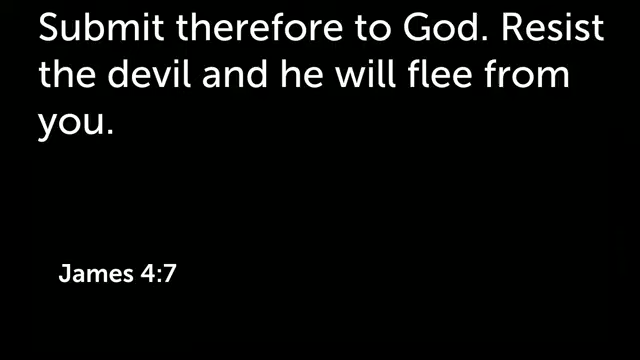 Submit therefore to God. Resist
the devil and he will flee from
you.
James 4:7